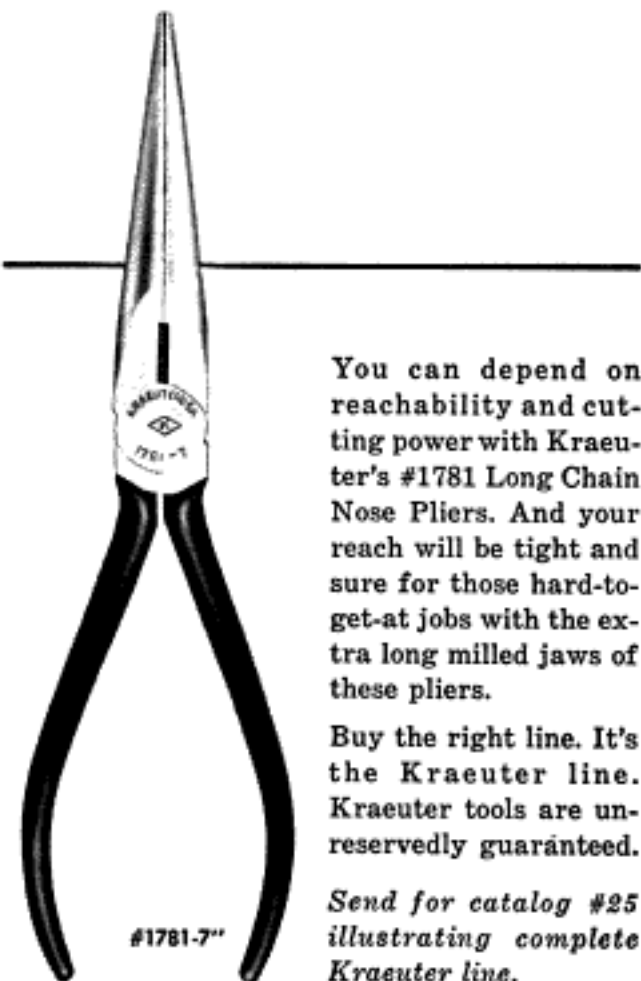 KRAEUTER
1781-7
You can depend on
reachability and cut-
ting power with Kraeu-
ter's #1781 Long Chain
Nose Pliers. And your
reach will be tight and
sure for those hard-to-
get-at jobs with the ex-
tra long milled jaws of
these pliers.
Buy the right line. It's
the Kraeuter line.
Kraeuter tools are un-
reservedly guaranteed.
Send for catalog #25
illustrating complete
Kraeuter line.
#1781-7"